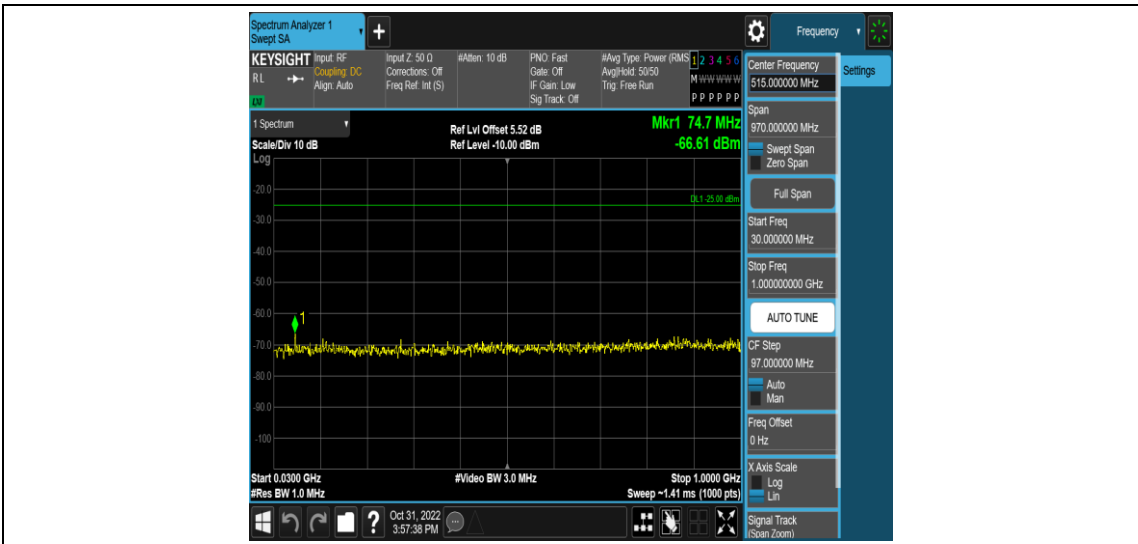 Spectrum Analyzer 1
Swept SA
+
Frequency
KEYSIGHT
RL
LXI
Input: RF
Coupling: DC
Align: Auto
Input Z: 50 Ω
Corrections: Off
Freq Ref: Int (S)
#Atten: 10 dB
PNO: Fast
Gate: Off
IF Gain: Low
Sig Track: Off
#Avg Type: Power (RMS
Avg|Hold: 50/50
Trig: Free Run
1 2 3 4 5 6
M W W W W W
P P P P P P
1 Spectrum
Scale/Div 10 dB
Log
Ref Lvl Offset 5.52 dB
Ref Level -10.00 dBm
Mkr1 74.7 MHz
-66.61 dBm
DL1 -25.00 dBm
-20.0
-30.0
-40.0
-50.0
-60.0
1
-70.0
-80.0
-90.0
-100
Start 0.0300 GHz
#Res BW 1.0 MHz
#Video BW 3.0 MHz
Stop 1.0000 GHz
Sweep ~1.41 ms (1000 pts)
?
Oct 31, 2022
3:57:38 PM
Center Frequency
515.000000 MHz
Settings
Span
970.000000 MHz
Swept Span
Zero Span
Full Span
Start Freq
30.000000 MHz
Stop Freq
1.000000000 GHz
AUTO TUNE
CF Step
97.000000 MHz
Auto
Man
Freq Offset
0 Hz
X Axis Scale
Log
Lin
Signal Track
(Span Zoom)